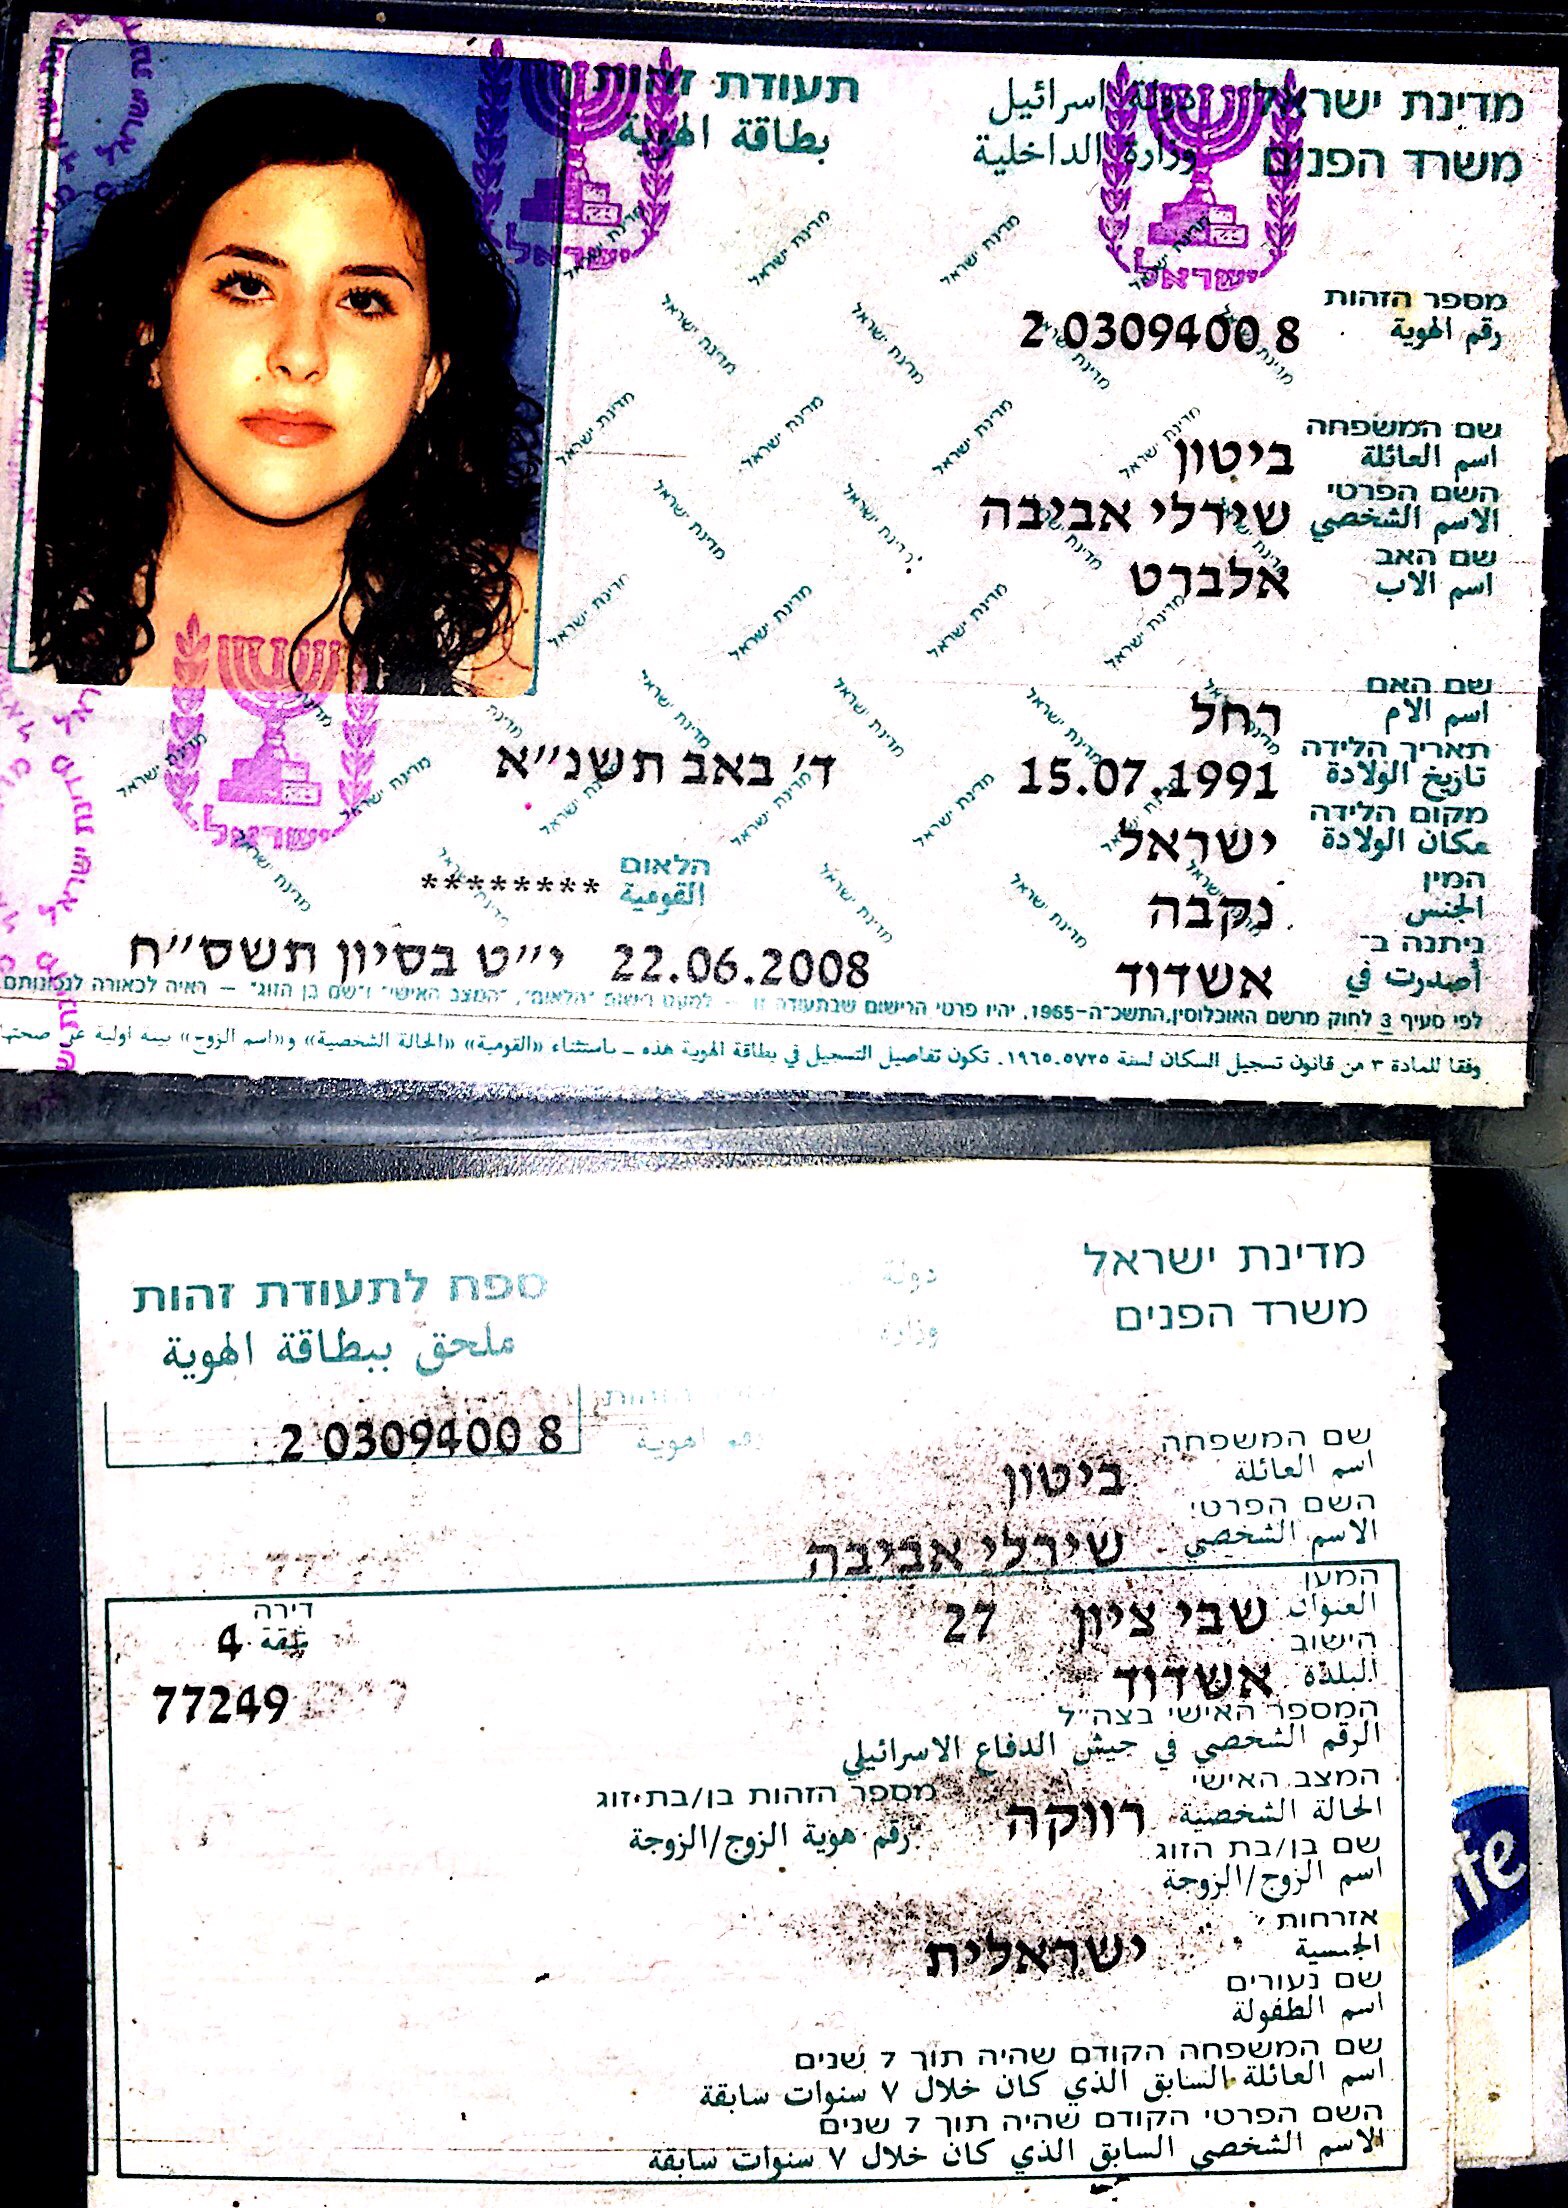 מדינת ישראל
دولة اسرائيل
תעודת זהות
משרד הפנים
وزارة الداخلية
بطاقة الهوية
ישראל
ישראל
מספר הזהות
رقم الهوية
2 0309400 8
שם המשפחה
اسم العائلة
ביטון
השם הפרטי
الاسم الشخصي
שירלי אביבה
שם האב
اسم الاب
אלברט
שם האם
اسم الام
רחל
תאריך הלידה
تاريخ الولادة
15.07.1991 ד' באב תשנ"א
מקום הלידה
مكان الولادة
ישראל
המין
الجنس
נקבה
הלאום
القومية
********
ניתנה ב-
أصدرت في
אשדוד 22.06.2008 י"ט בסיון תשס"ח
ישראל
לפי סעיף 3 לחוק מרשם האוכלוסין, התשכ"ה-1965, יהיו פרטי הרישום שבתעודה זו – למעט רישום "הלאום", "המצב האישי" ו"שם בן הזוג" – ראיה לכאורה לנכונותם
وفقا للمادة ٣ من قانون تسجيل السكان لسنة ٥٧٢٥-١٩٦٥، تكون تفاصيل التسجيل في بطاقة الهوية هذه – باستثناء «القومية» «الحالة الشخصية» و«اسم الزوج» بينه اولية على صحتها
מדינת ישראל
دولة
ספח לתעודת זהות
משרד הפנים
وزارة
ملحق ببطاقة الهوية
2 0309400 8
שם המשפחה
اسم العائلة
ביטון
השם הפרטי
الاسم الشخصي
שירלי אביבה
המען
العنوان
שבי ציון 27
דירה
شقة 4
הישוב
البلدة
אשדוד
77249
המספר האישי בצה"ל
الرقم الشخصي في جيش الدفاع الاسرائيلي
המצב האישי
الحالة الشخصية
רווקה
מספר הזהות בן/בת זוג
رقم هوية الزوج/الزوجة
שם בן/בת הזוג
اسم الزوج/الزوجة
אזרחות
الجنسية
ישראלית
שם נעורים
اسم الطفولة
שם המשפחה הקודם שהיה תוך 7 שנים
اسم العائلة السابق الذي كان خلال ٧ سنوات سابقة
השם הפרטי הקודם שהיה תוך 7 שנים
الاسم الشخصي السابق الذي كان خلال ٧ سنوات سابقة